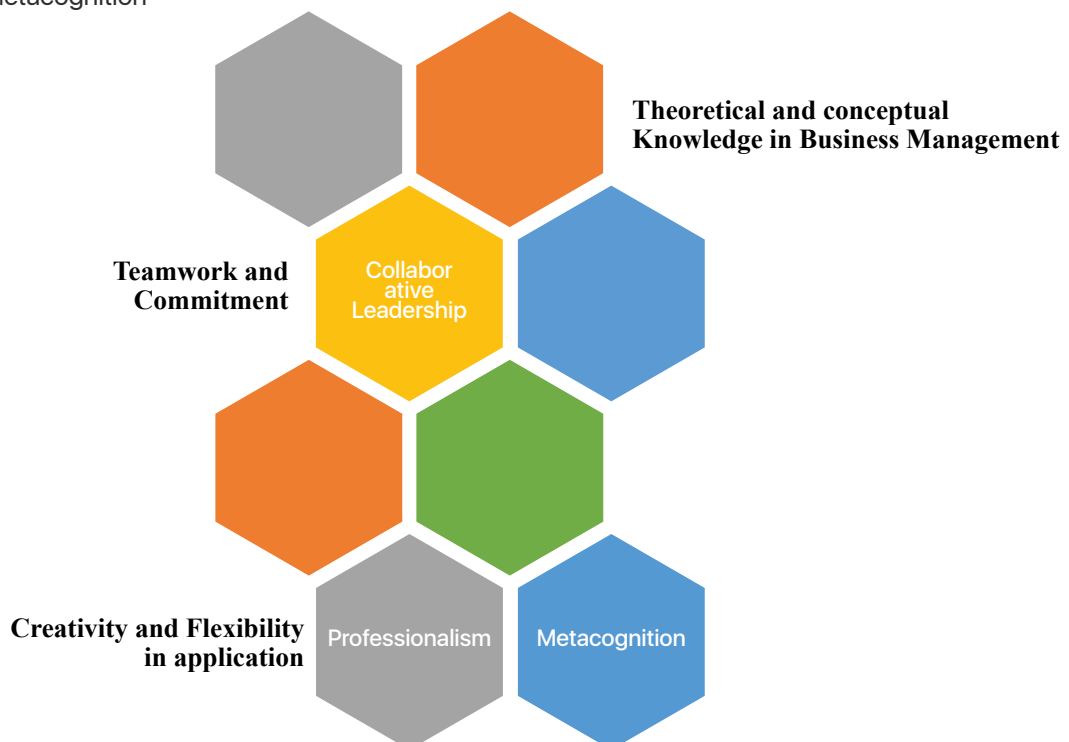 Metacognition
Theoretical and conceptual
Knowledge in Business Management
Teamwork and
Commitment
Collabor
ative
Leadership
Creativity and Flexibility
in application
Professionalism
Metacognition